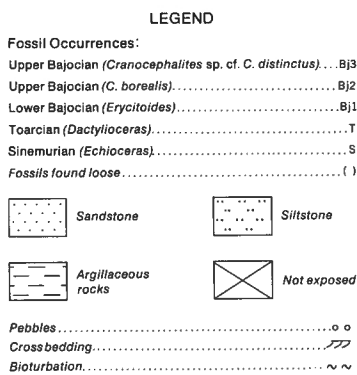 LEGEND
Fossil Occurrences:
Upper Bajocian (Cranocephalites sp. cf. C. distinctus)....Bj3
Upper Bajocian (C. borealis)....Bj2
Lower Bajocian (Erycitoides)....Bj1
Toarcian (Dactylioceras)....T
Sinemurian (Echioceras)....S
Fossils found loose....( )
Sandstone
Siltstone
Argillaceous
rocks
Not exposed
Pebbles....
Crossbedding....
Bioturbation....